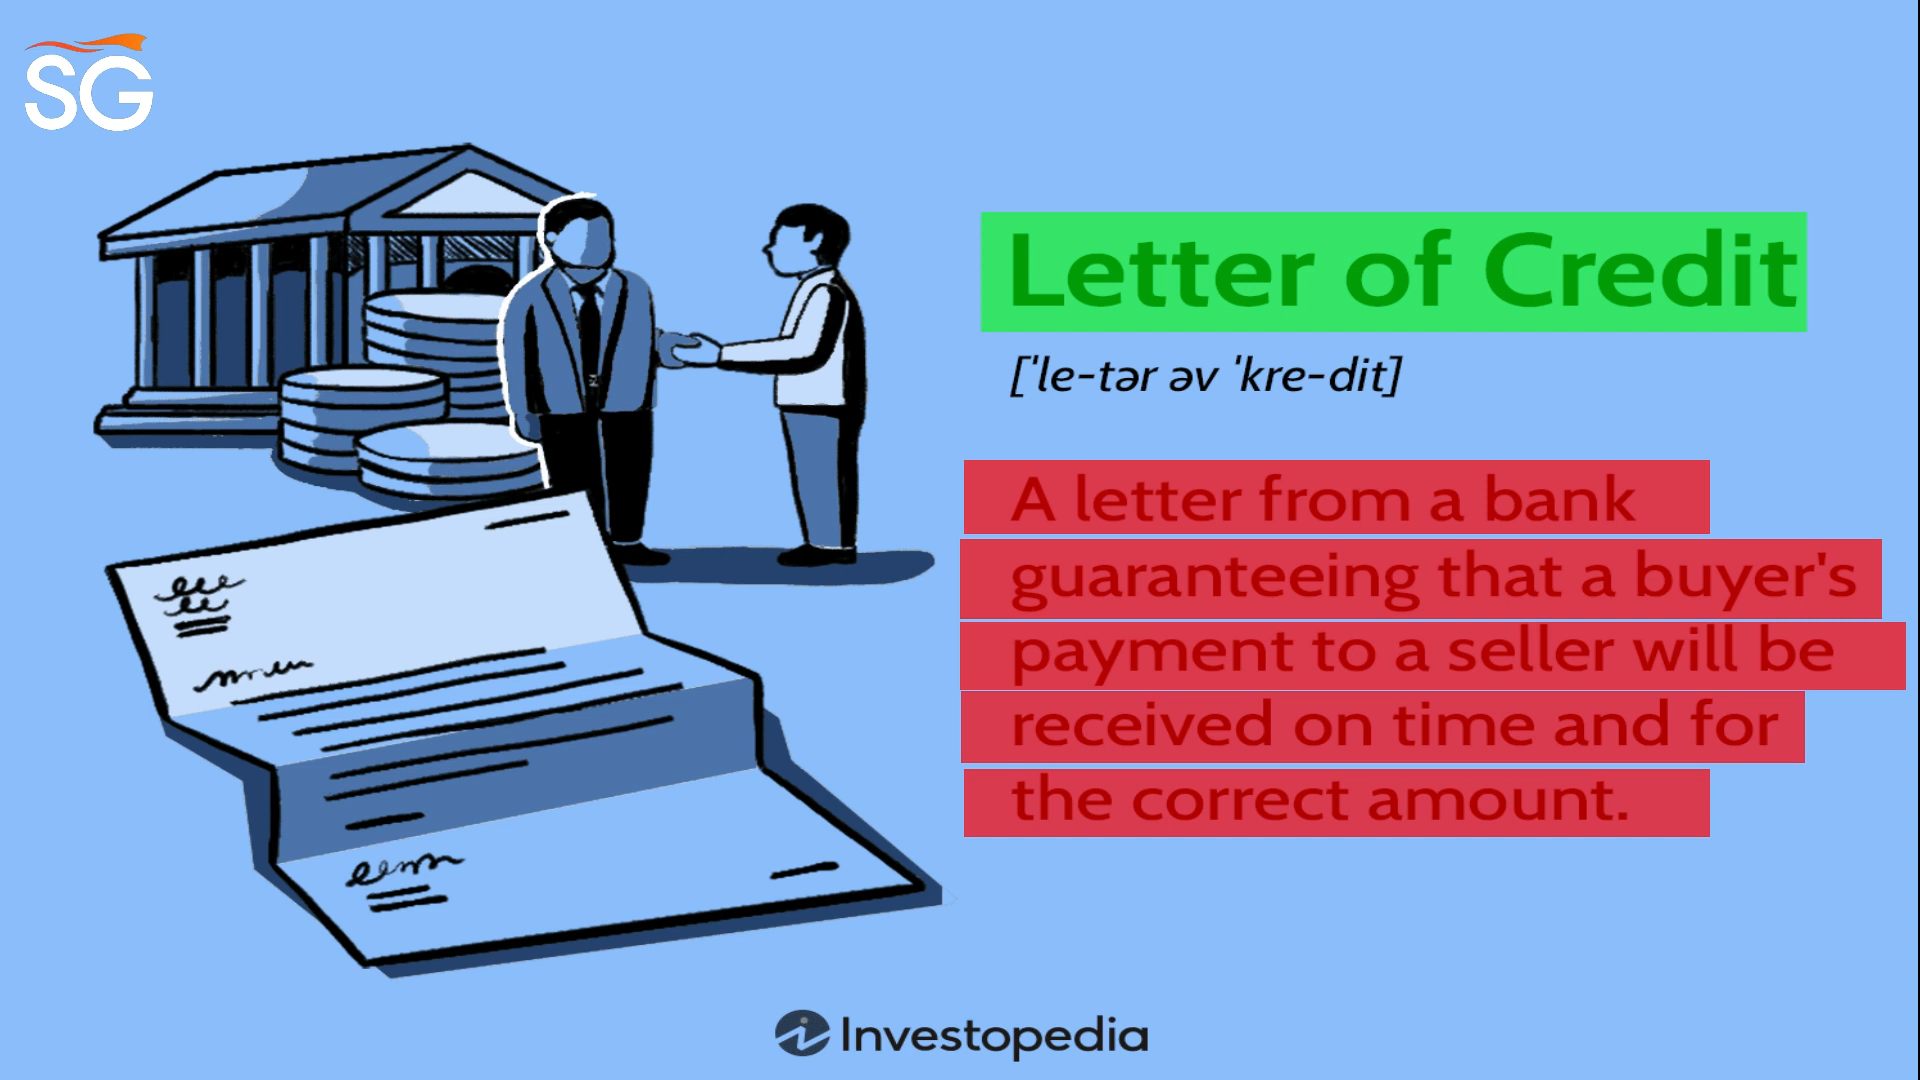 SG
Letter of Credit
['le-tər əv 'kre-dit]
A letter from a bank
guaranteeing that a buyer's
payment to a seller will be
received on time and for
the correct amount.
Investopedia